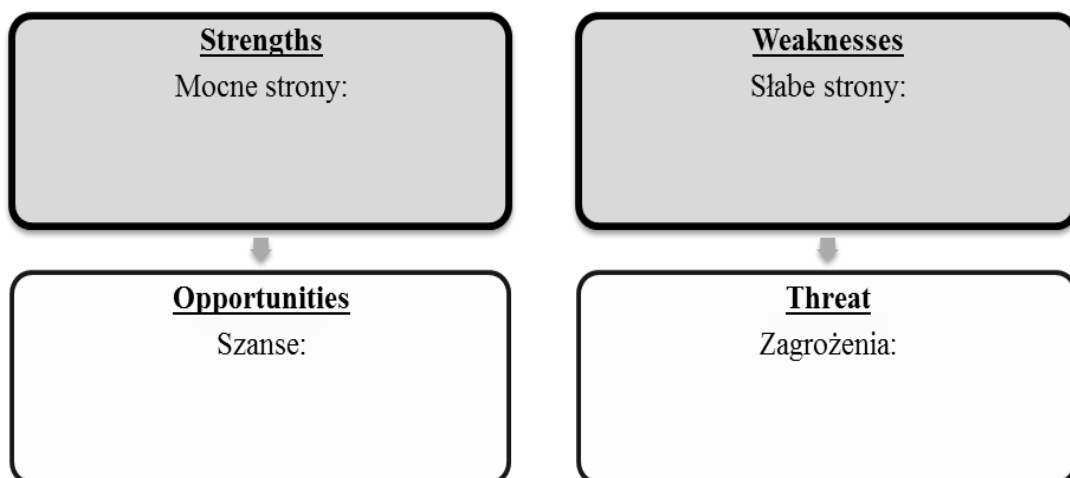 Strengths
Mocne strony:
Weaknesses
Słabe strony:
Opportunities
Szanse:
Threat
Zagrożenia: